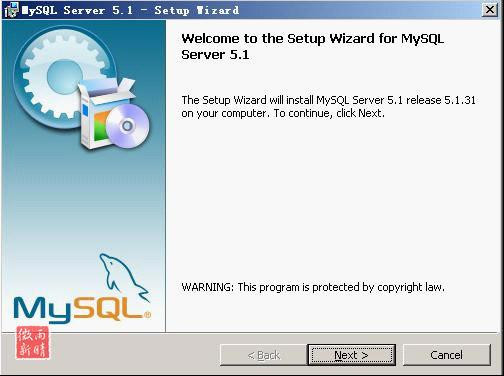 MySQL Server 5.1 - Setup Wizard
Welcome to the Setup Wizard for MySQL
Server 5.1
The Setup Wizard will install MySQL Server 5.1 release 5.1.31
on your computer. To continue, click Next.
MySQL®
WARNING: This program is protected by copyright law.
微雨
新晴
< Back
Next >
Cancel